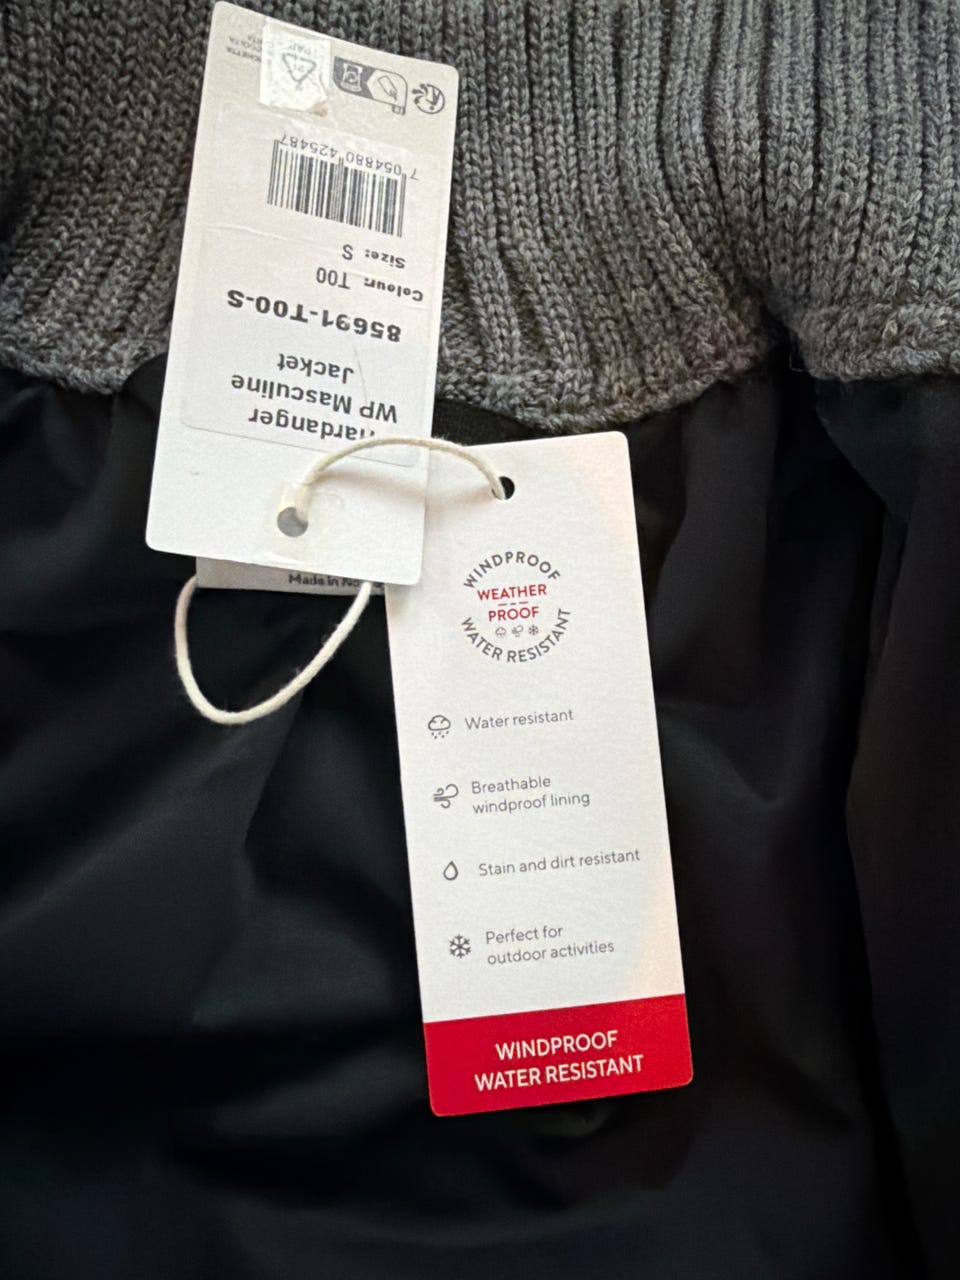 7 054880 425487
Size: S
Colour: T00
85691-T00-S
Hardanger
WP Masculine
Jacket
Made in
WINDPROOF
WEATHER
PROOF
WATER RESISTANT
Water resistant
Breathable
windproof lining
Stain and dirt resistant
Perfect for
outdoor activities
WINDPROOF
WATER RESISTANT